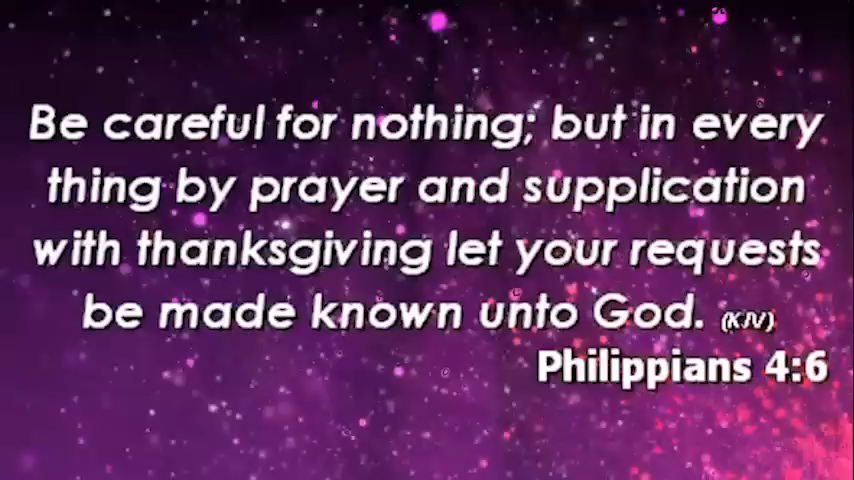 Be careful for nothing; but in every
thing by prayer and supplication
with thanksgiving let your requests
be made known unto God. (KJV)
Philippians 4:6